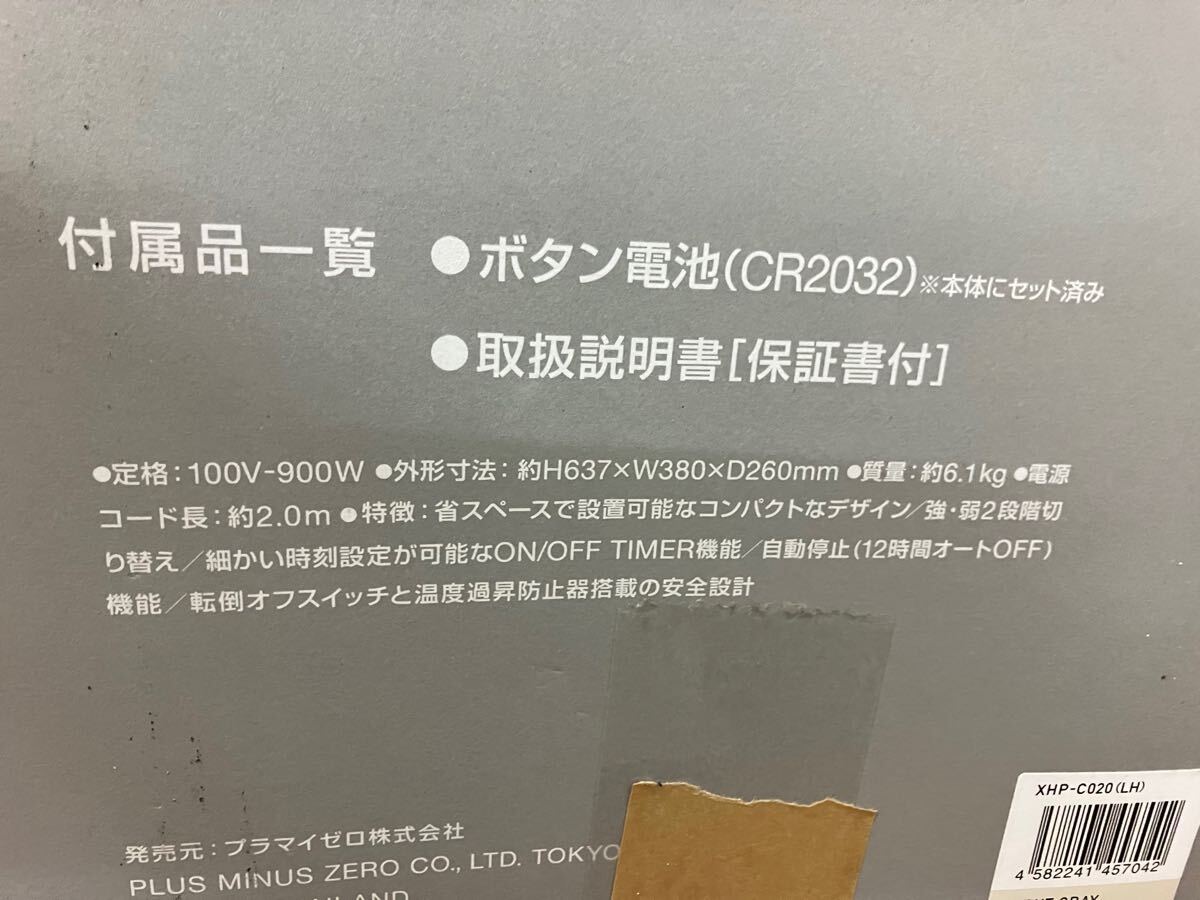 付属品一覧 ●ボタン電池(CR2032)※本体にセット済み
●取扱説明書[保証書付]
●定格：100V-900W ●外形寸法：約H637×W380×D260mm ●質量：約6.1kg ●電源
コード長：約2.0m ●特徴：省スペースで設置可能なコンパクトなデザイン/強・弱2段階切
り替え/細かい時刻設定が可能なON/OFF TIMER機能/自動停止(12時間オートOFF)
機能/転倒オフスイッチと温度過昇防止器搭載の安全設計
発売元：プラマイゼロ株式会社
PLUS MINUS ZERO CO., LTD. TOKYO
XHP-C020(LH)
4 582241 457042
GRAY